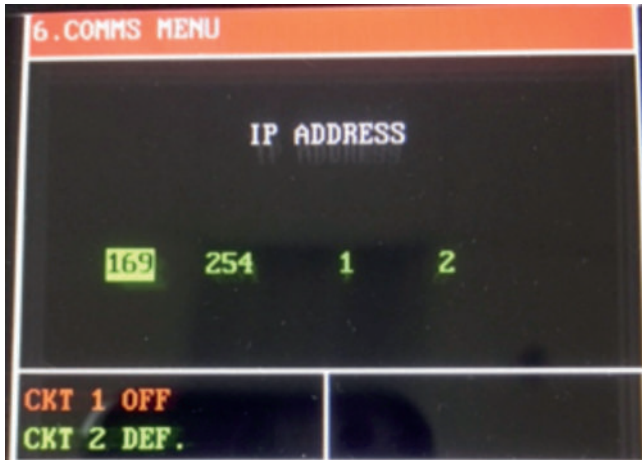 6.COMMS MENU
IP ADDRESS
169 254 1 2
CKT 1 OFF
CKT 2 DEF.